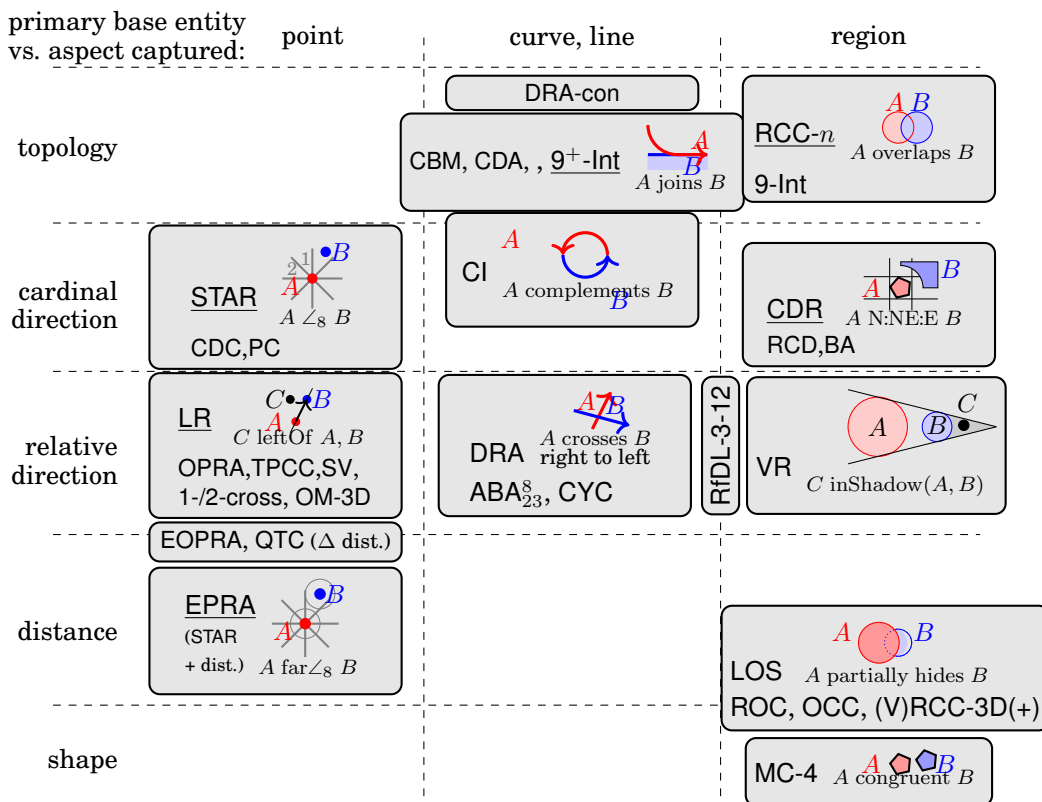 primary base entity
vs. aspect captured:
point
curve, line
region
topology
DRA-con
CBM, CDA, , 9⁺-Int
A
B
A joins B
RCC-n
A B
A overlaps B
9-Int
cardinal
direction
STAR
1
2
A
B
A ∠₈ B
CDC,PC
CI
A
A complements B
B
CDR
A
B
A N:NE:E B
RCD,BA
relative
direction
LR
C
B
A
C leftOf A, B
OPRA,TPCC,SV,
1-/2-cross, OM-3D
DRA
A B
A crosses B
right to left
ABA⁸₂₃, CYC
RfDL-3-12
VR
A
B
C
C inShadow(A, B)
EOPRA, QTC (Δ dist.)
distance
EPRA
(STAR
+ dist.)
A
B
A far∠₈ B
LOS
A
B
A partially hides B
ROC, OCC, (V)RCC-3D(+)
shape
MC-4
A
B
A congruent B